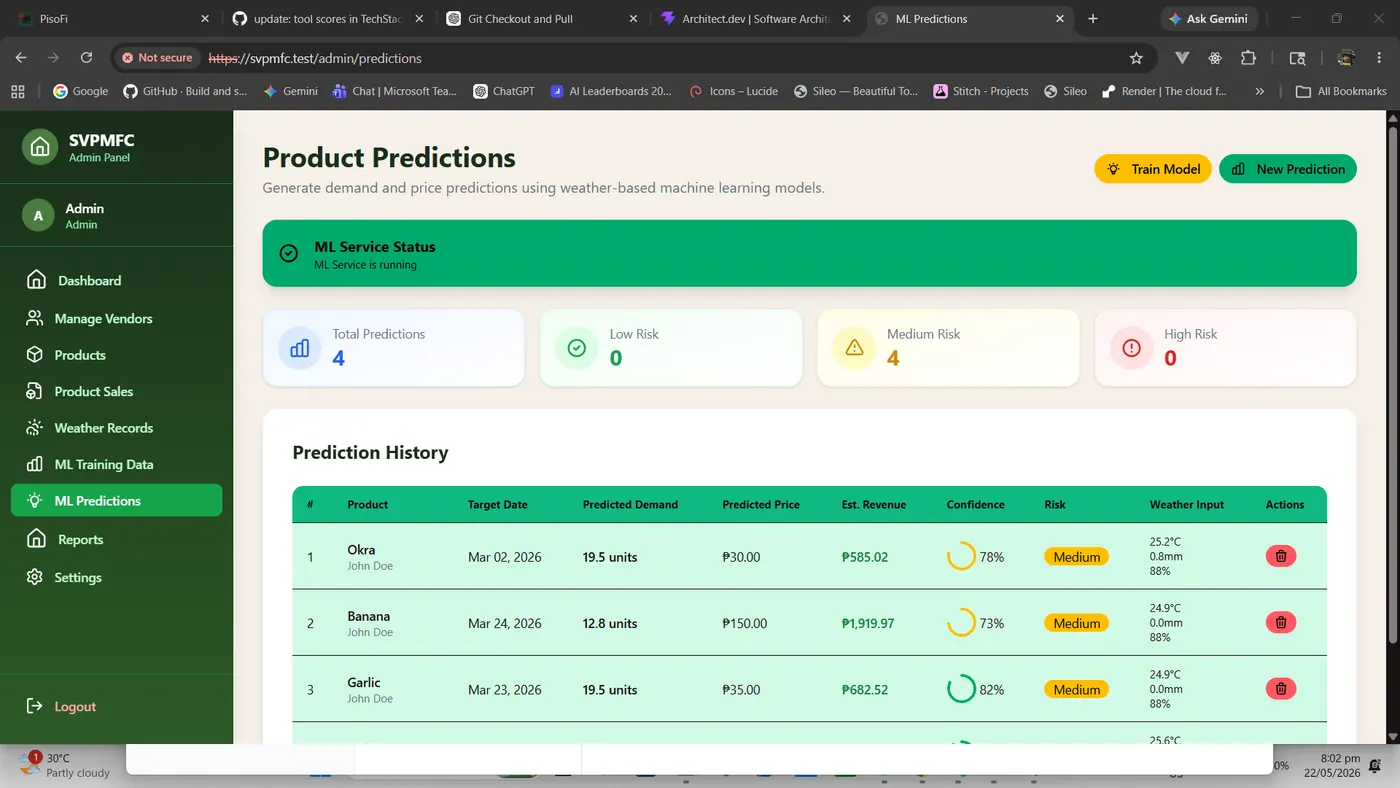 PisoFi
update: tool scores in TechStac
Git Checkout and Pull
Architect.dev | Software Archite
ML Predictions
Ask Gemini
Not secure
https://svpmfc.test/admin/predictions
Google
GitHub · Build and s...
Gemini
Chat | Microsoft Tea...
ChatGPT
AI Leaderboards 20...
Icons – Lucide
Sileo — Beautiful To...
Stitch - Projects
Sileo
Render | The cloud f...
All Bookmarks
SVPMFC
Admin Panel
A
Admin
Admin
Dashboard
Manage Vendors
Products
Product Sales
Weather Records
ML Training Data
ML Predictions
Reports
Settings
Logout
Product Predictions
Generate demand and price predictions using weather-based machine learning models.
Train Model
New Prediction
ML Service Status
ML Service is running
Total Predictions
4
Low Risk
0
Medium Risk
4
High Risk
0
Prediction History
# Product Target Date Predicted Demand Predicted Price Est. Revenue Confidence Risk Weather Input Actions
1 Okra John Doe Mar 02, 2026 19.5 units ₱30.00 ₱585.02 78% Medium 25.2°C 0.8mm 88%
2 Banana John Doe Mar 24, 2026 12.8 units ₱150.00 ₱1,919.97 73% Medium 24.9°C 0.0mm 88%
3 Garlic John Doe Mar 23, 2026 19.5 units ₱35.00 ₱682.52 82% Medium 24.9°C 0.0mm 88%
25.6°C
1
30°C
Partly cloudy
0%
8:02 pm
22/05/2026